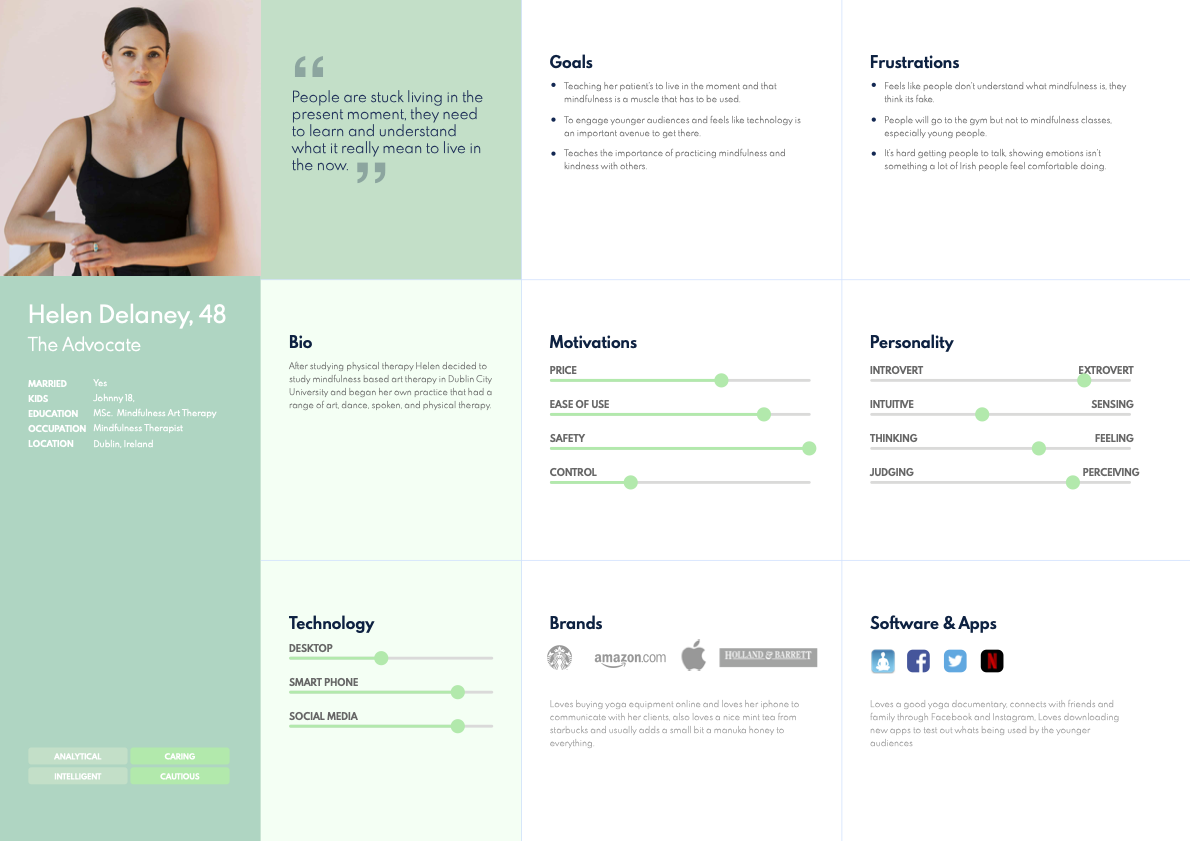 “
People are stuck living in the
present moment, they need
to learn and understand
what it really mean to live in
the now. ”
Goals
• Teaching her patient's to live in the moment and that
mindfulness is a muscle that has to be used.
• To engage younger audiences and feels like technology is
an important avenue to get there.
• Teaches the importance of practicing mindfulness and
kindness with others.
Frustrations
• Feels like people don't understand what mindfulness is, they
think its fake.
• People will go to the gym but not to mindfulness classes,
especially young people.
• It's hard getting people to talk, showing emotions isn't
something a lot of Irish people feel comfortable doing.
Helen Delaney, 48
The Advocate
MARRIED Yes
KIDS Johnny 18,
EDUCATION MSc. Mindfulness Art Therapy
OCCUPATION Mindfulness Therapist
LOCATION Dublin, Ireland
ANALYTICAL CARING
INTELLIGENT CAUTIOUS
Bio
After studying physical therapy Helen decided to
study mindfulness based art therapy in Dublin City
University and began her own practice that had a
range of art, dance, spoken, and physical therapy.
Motivations
PRICE
EASE OF USE
SAFETY
CONTROL
Personality
INTROVERT EXTROVERT
INTUITIVE SENSING
THINKING FEELING
JUDGING PERCEIVING
Technology
DESKTOP
SMART PHONE
SOCIAL MEDIA
Brands
amazon.com HOLLAND & BARRETT
Loves buying yoga equipment online and loves her iphone to
communicate with her clients, also loves a nice mint tea from
starbucks and usually adds a small bit a manuka honey to
everything.
Software & Apps
f N
Loves a good yoga documentary, connects with friends and
family through Facebook and Instagram, Loves downloading
new apps to test out whats being used by the younger
audiences